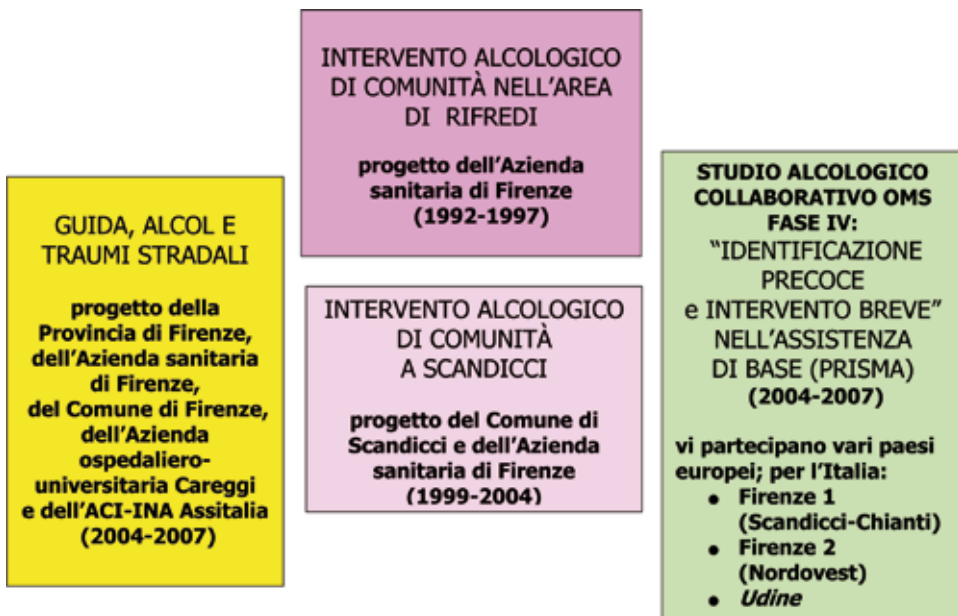 INTERVENTO ALCOLOGICO
DI COMUNITÀ NELL'AREA
DI RIFREDI
progetto dell'Azienda
sanitaria di Firenze
(1992-1997)
GUIDA, ALCOL E
TRAUMI STRADALI
progetto della
Provincia di Firenze,
dell'Azienda sanitaria
di Firenze,
del Comune di Firenze,
dell'Azienda
ospedaliero-
universitaria Careggi
e dell'ACI-INA Assitalia
(2004-2007)
INTERVENTO ALCOLOGICO
DI COMUNITÀ
A SCANDICCI
progetto del Comune di
Scandicci e dell'Azienda
sanitaria di Firenze
(1999-2004)
STUDIO ALCOLOGICO
COLLABORATIVO OMS
FASE IV:
“IDENTIFICAZIONE
PRECOCE
e INTERVENTO BREVE”
NELL'ASSISTENZA
DI BASE (PRISMA)
(2004-2007)
vi partecipano vari paesi
europei; per l'Italia:
• Firenze 1
(Scandicci-Chianti)
• Firenze 2
(Nordovest)
• Udine